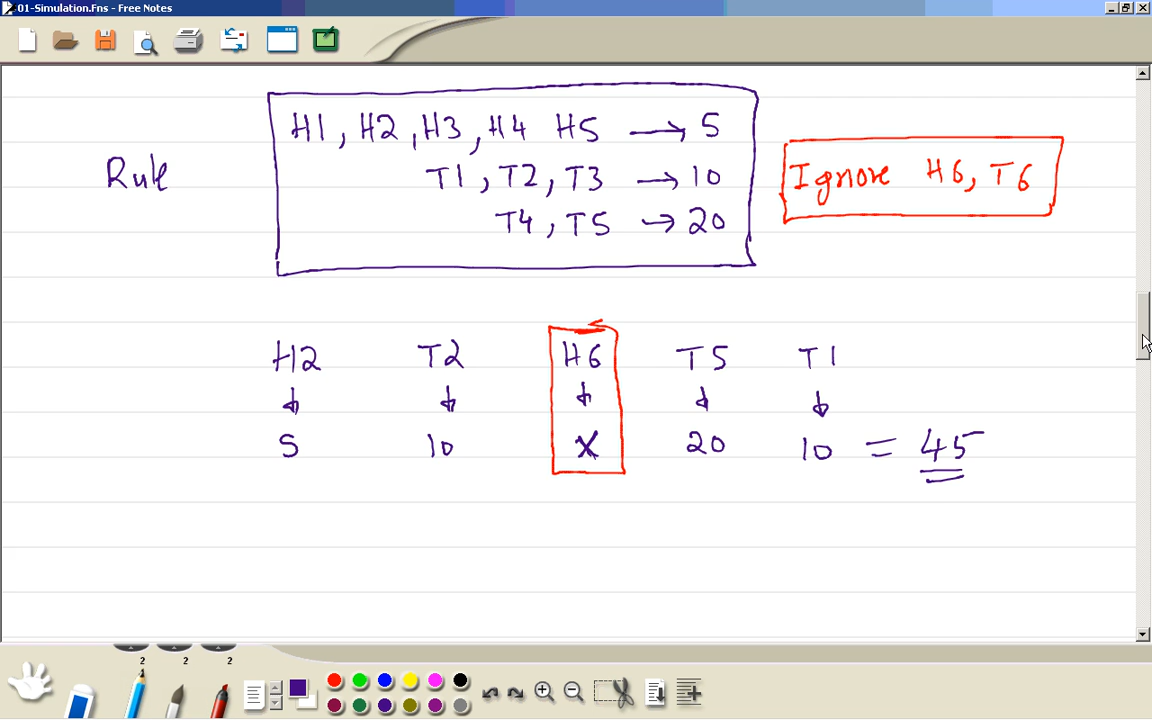 01-Simulation.Fns - Free Notes
H1, H2, H3, H4 H5 → 5
Rule
T1, T2, T3 → 10
Ignore H6, T6
T4, T5 → 20
H2 T2 H6 T5 T1
↓ ↓ ↓ ↓ ↓
5 10 X 20 10 = 45
2 2 2